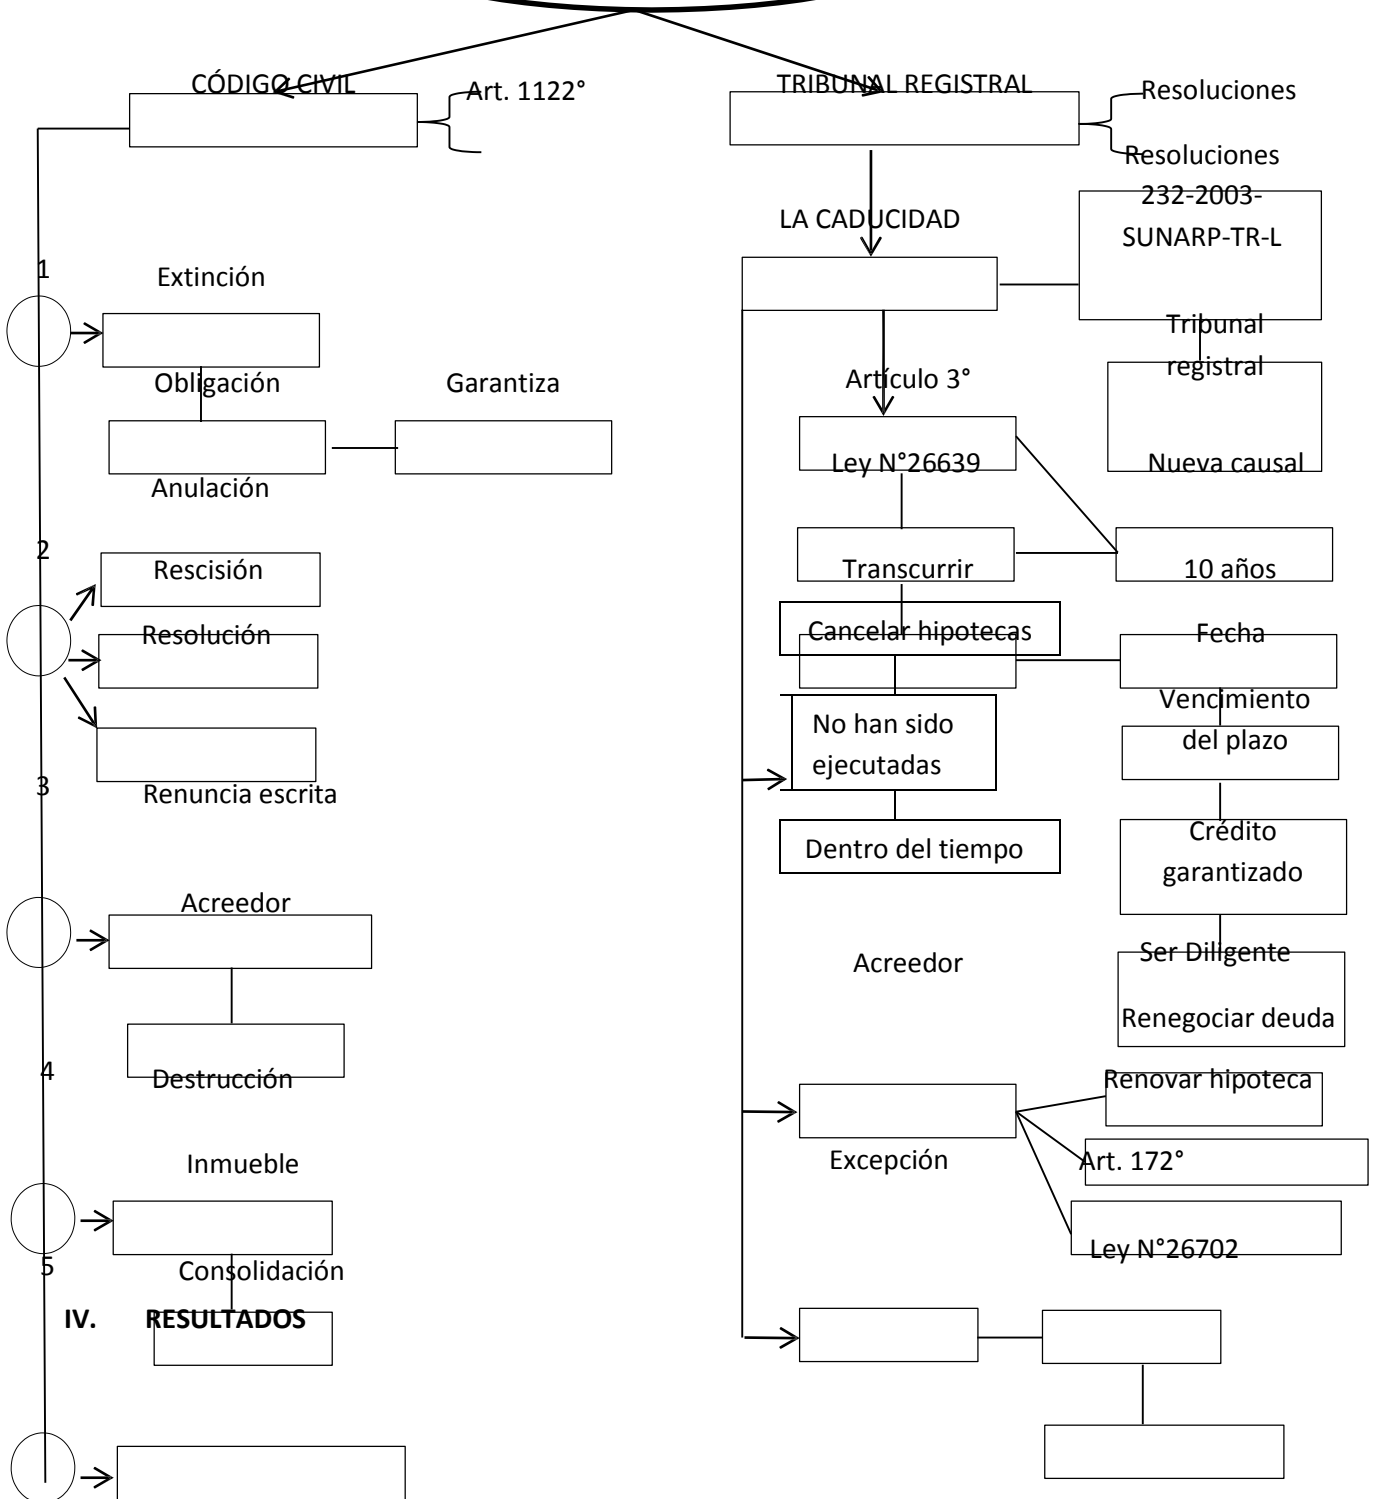 CÓDIGO CIVIL
Art. 1122°
1
Extinción
Obligación
Garantiza
Anulación
2
Rescisión
Resolución
3
Renuncia escrita
Acreedor
4
Destrucción
Inmueble
5
Consolidación
IV. RESULTADOS
TRIBUNAL REGISTRAL
Resoluciones
Resoluciones
232-2003-
SUNARP-TR-L
LA CADUCIDAD
Tribunal
registral
Nueva causal
Artículo 3°
Ley N°26639
Transcurrir
10 años
Cancelar hipotecas
Fecha
No han sido
ejecutadas
Vencimiento
del plazo
Dentro del tiempo
Crédito
garantizado
Acreedor
Ser Diligente
Renegociar deuda
Renovar hipoteca
Excepción
Art. 172°
Ley N°26702